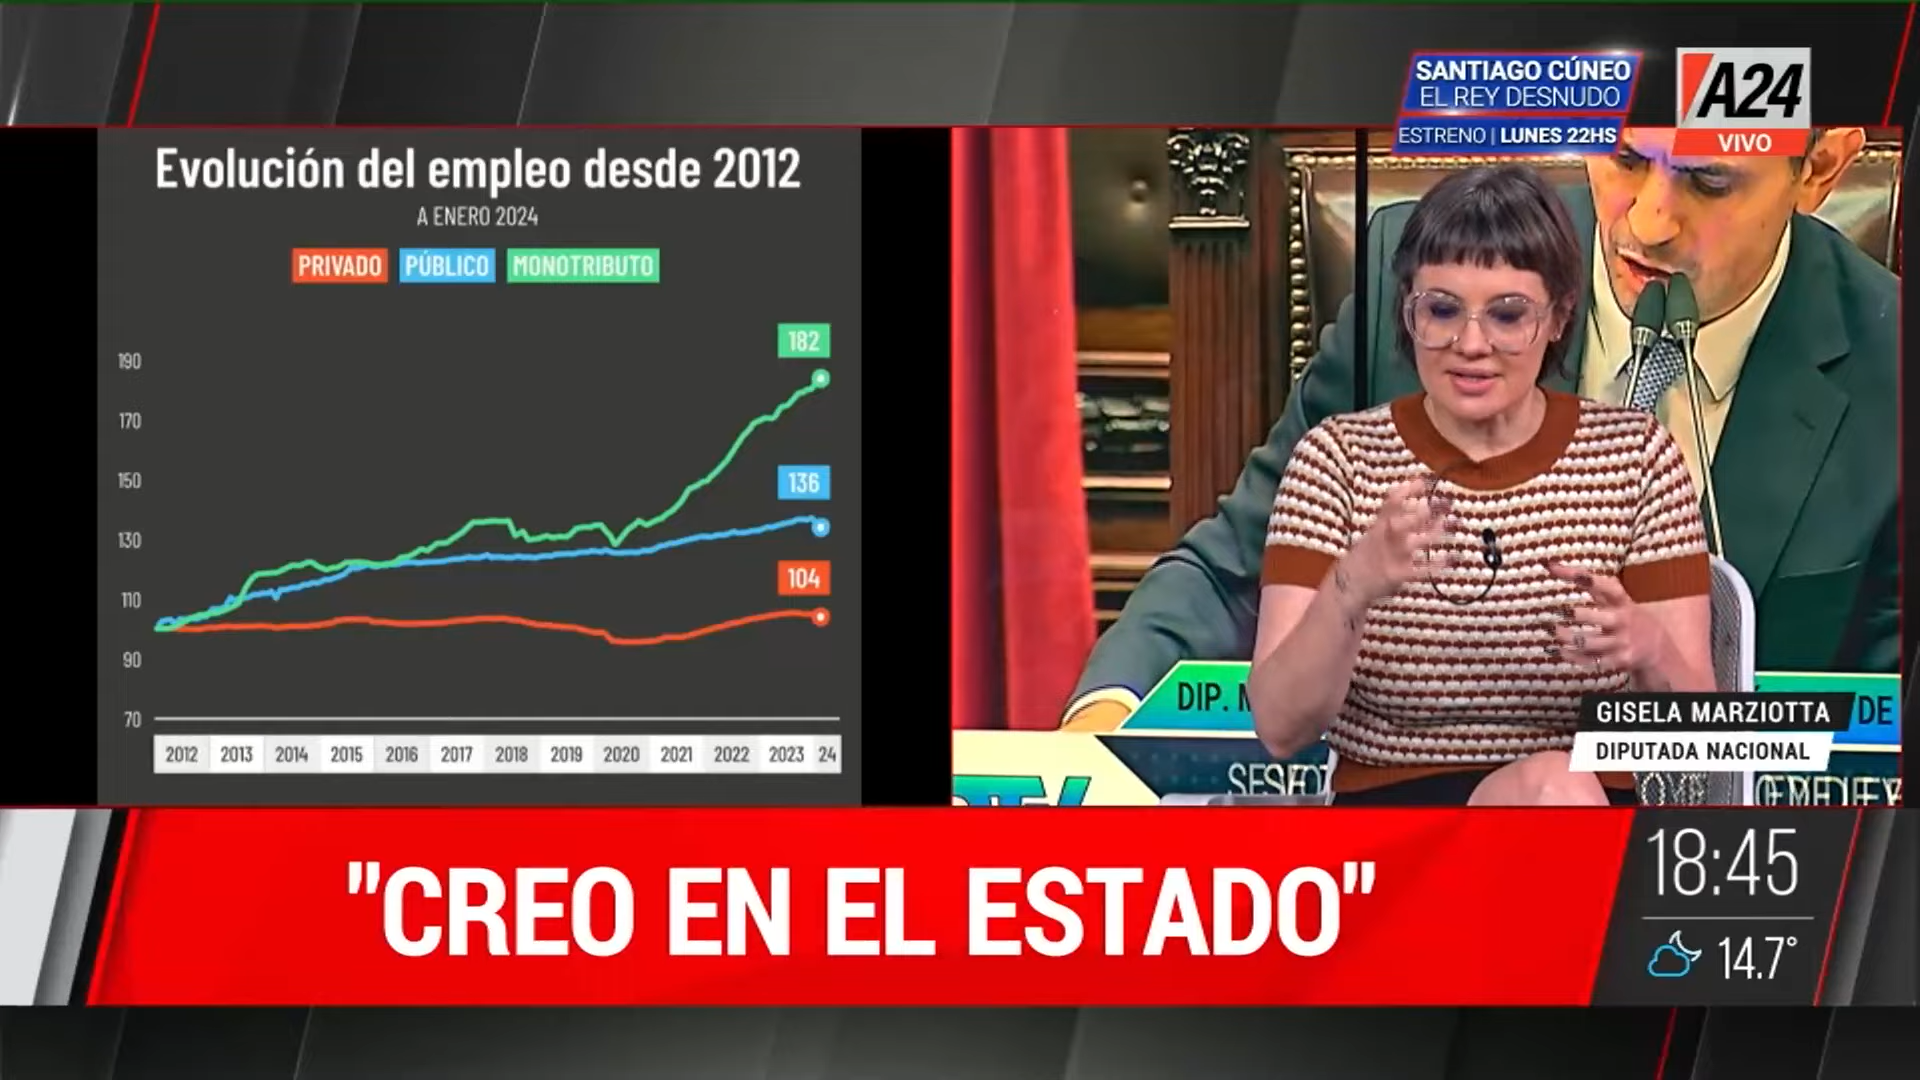 SANTIAGO CÚNEO
EL REY DESNUDO
ESTRENO | LUNES 22HS
A24
VIVO
Evolución del empleo desde 2012
A ENERO 2024
PRIVADO PÚBLICO MONOTRIBUTO
182
190
170
136
150
130
104
110
90
70
2012 2013 2014 2015 2016 2017 2018 2019 2020 2021 2022 2023 24
DIP.
DE
GISELA MARZIOTTA
DIPUTADA NACIONAL
"CREO EN EL ESTADO"
18:45
14.7°